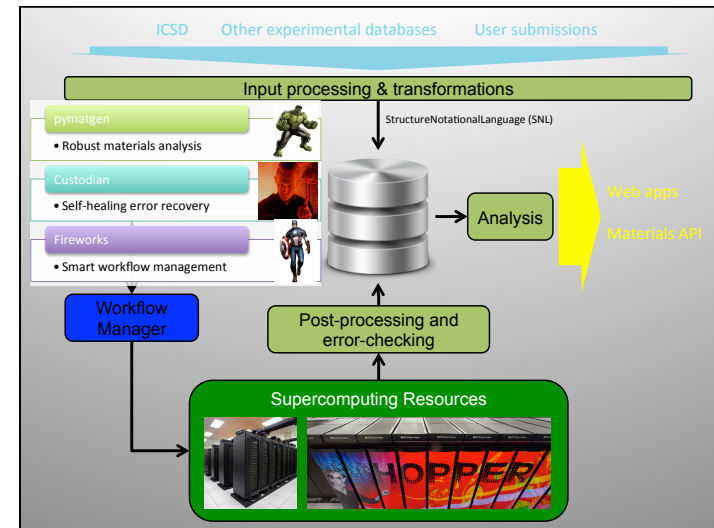 ICSD Other experimental databases User submissions
Input processing & transformations
StructureNotationalLanguage (SNL)
pymatgen
• Robust materials analysis
Custodian
• Self-healing error recovery
Fireworks
• Smart workflow management
Analysis
Web apps
Materials API
Workflow
Manager
Post-processing and
error-checking
Supercomputing Resources
HOPPER